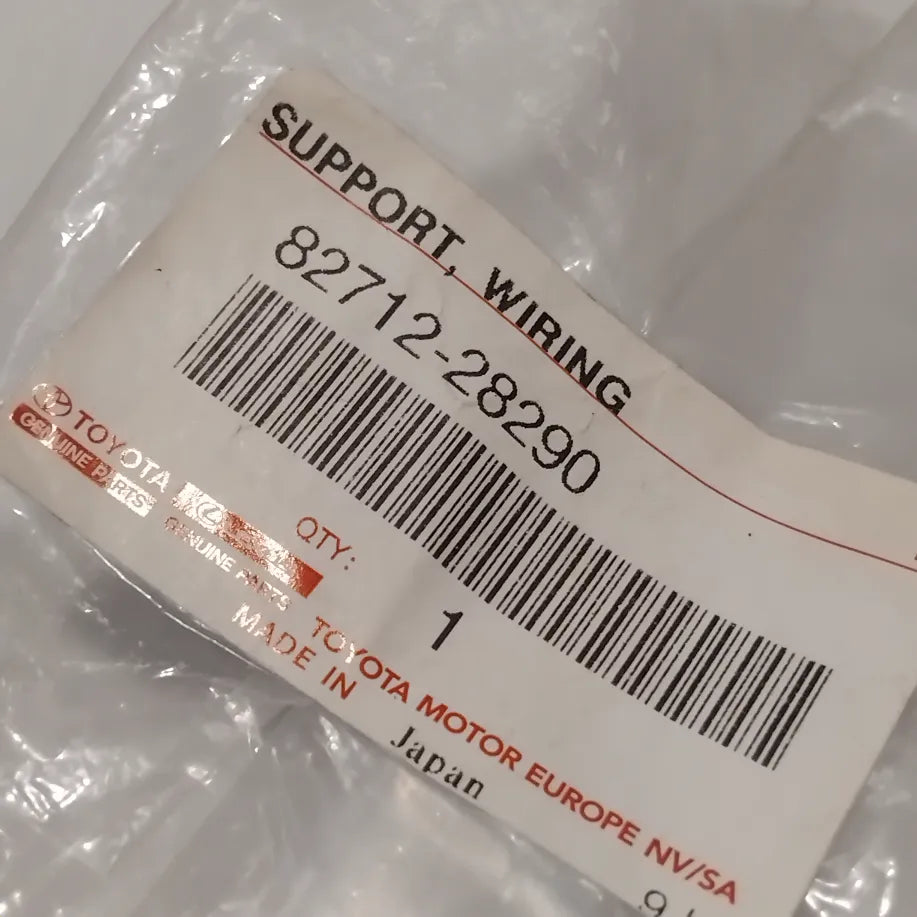 SUPPORT, WIRING
82712-28290
TOYOTA
GENUINE PARTS
GENUINE PARTS
QTY:
1
TOYOTA MOTOR EUROPE NV/SA
MADE IN
Japan